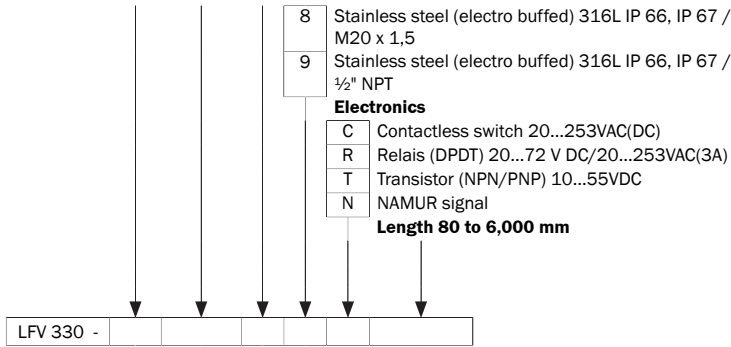 8 Stainless steel (electro buffed) 316L IP 66, IP 67 /
M20 x 1,5
9 Stainless steel (electro buffed) 316L IP 66, IP 67 /
½" NPT
Electronics
C Contactless switch 20...253VAC(DC)
R Relais (DPDT) 20...72 V DC/20...253VAC(3A)
T Transistor (NPN/PNP) 10...55VDC
N NAMUR signal
Length 80 to 6,000 mm
LFV 330 -